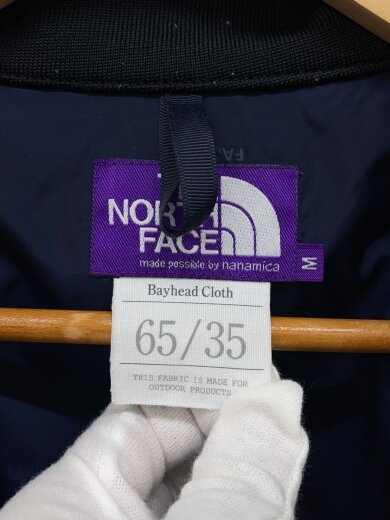 NORTH
FACE
made possible by nanamica
M
Bayhead Cloth
65/35
THIS FABRIC IS MADE FOR
OUTDOOR PRODUCTS